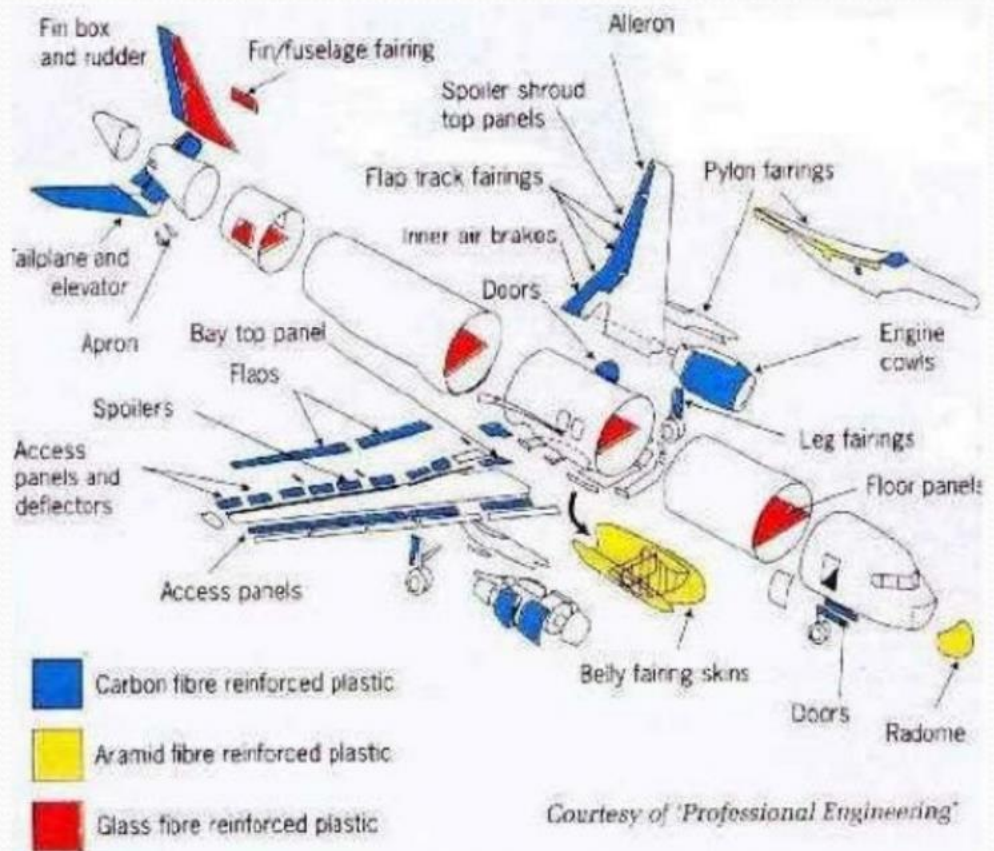 Fin box
and rudder
Fin/fuselage fairing
Aileron
Spoiler shroud
top panels
Flap track fairings
Pylon fairings
Inner air brakes
Doors
Tailplane and
elevator
Apron
Bay top panel
Engine
cowls
Flaps
Spoilers
Access
panels and
deflectors
Leg fairings
Floor panels
Access panels
Belly fairing skins
Doors
Radome
Carbon fibre reinforced plastic
Aramid fibre reinforced plastic
Glass fibre reinforced plastic
Courtesy of 'Professional Engineering'